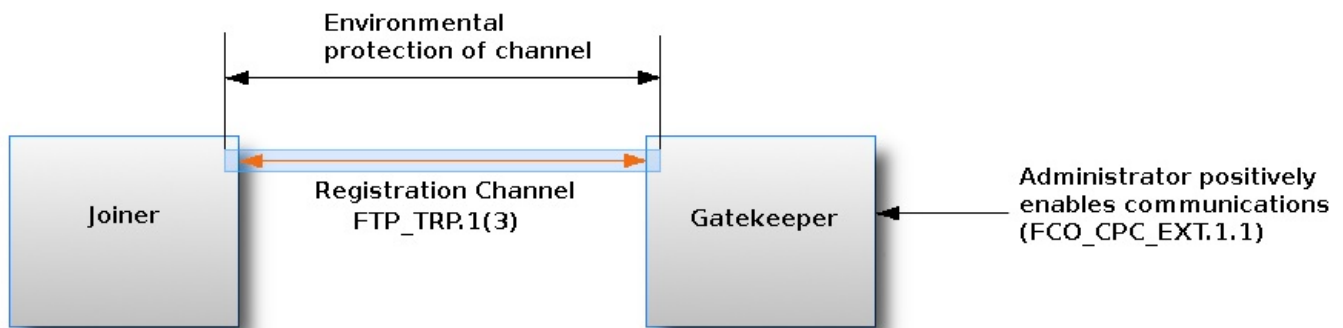 Environmental
protection of channel
Joiner
Registration Channel
FTP_TRP.1(3)
Gatekeeper
Administrator positively
enables communications
(FCO_CPC_EXT.1.1)